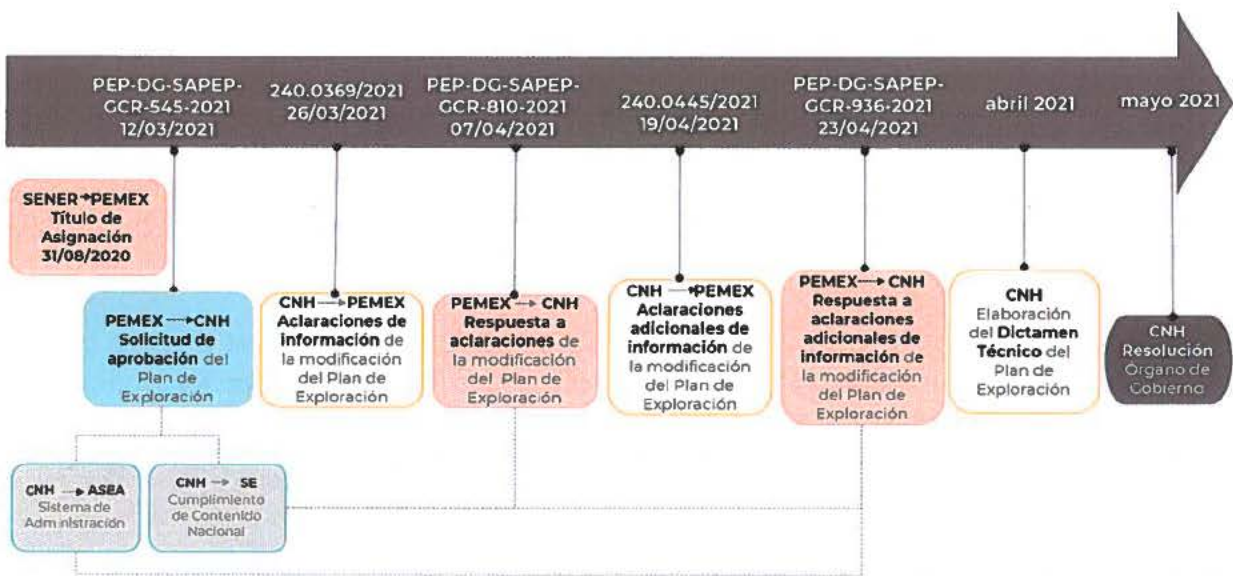 PEP-DG-SAPEP-
GCR-545-2021
12/03/2021
240.0369/2021
26/03/2021
PEP-DG-SAPEP-
GCR-810-2021
07/04/2021
240.0445/2021
19/04/2021
PEP-DG-SAPEP-
GCR-936-2021
23/04/2021
abril 2021
mayo 2021
SENER→PEMEX
Título de
Asignación
31/08/2020
PEMEX→CNH
Solicitud de
aprobación del
Plan de
Exploración
CNH→PEMEX
Aclaraciones de
información de
la modificación
del Plan de
Exploración
PEMEX→CNH
Respuesta a
aclaraciones de
la modificación
del Plan de
Exploración
CNH→PEMEX
Aclaraciones
adicionales de
información de
la modificación
del Plan de
Exploración
PEMEX→CNH
Respuesta a
aclaraciones
adicionales de
información de
la modificación
del Plan de
Exploración
CNH
Elaboración
del Dictamen
Técnico del
Plan de
Exploración
CNH
Resolución
Órgano de
Gobierno
CNH→ASEA
Sistema de
Administración
CNH→SE
Cumplimiento
de Contenido
Nacional